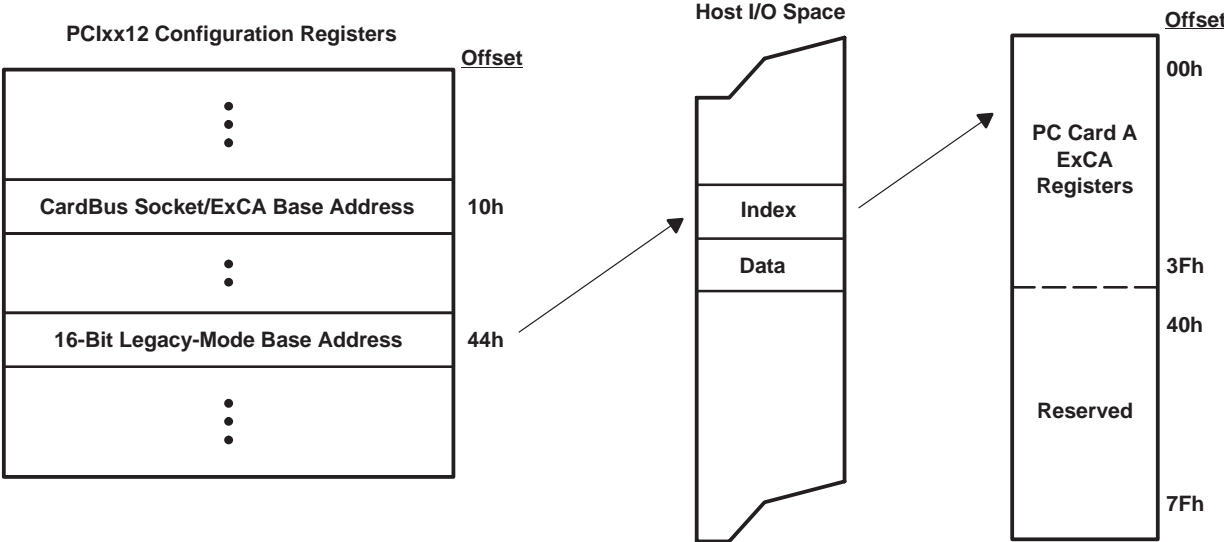 PCIxx12 Configuration Registers
Offset
CardBus Socket/ExCA Base Address
10h
16-Bit Legacy-Mode Base Address
44h
Host I/O Space
Index
Data
Offset
00h
PC Card A
ExCA
Registers
3Fh
40h
Reserved
7Fh